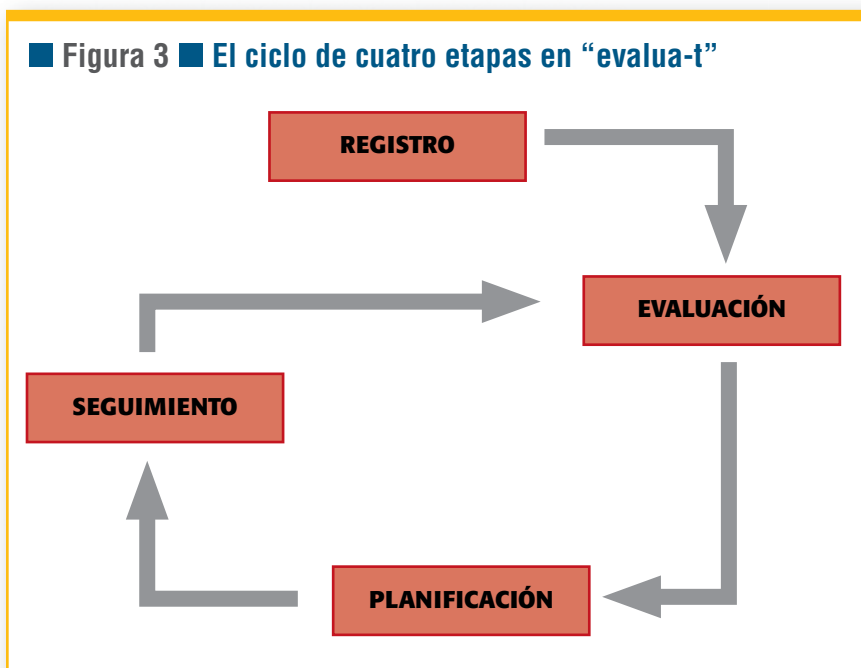 ■ Figura 3 ■ El ciclo de cuatro etapas en “evalua-t”
REGISTRO
EVALUACIÓN
SEGUIMIENTO
PLANIFICACIÓN